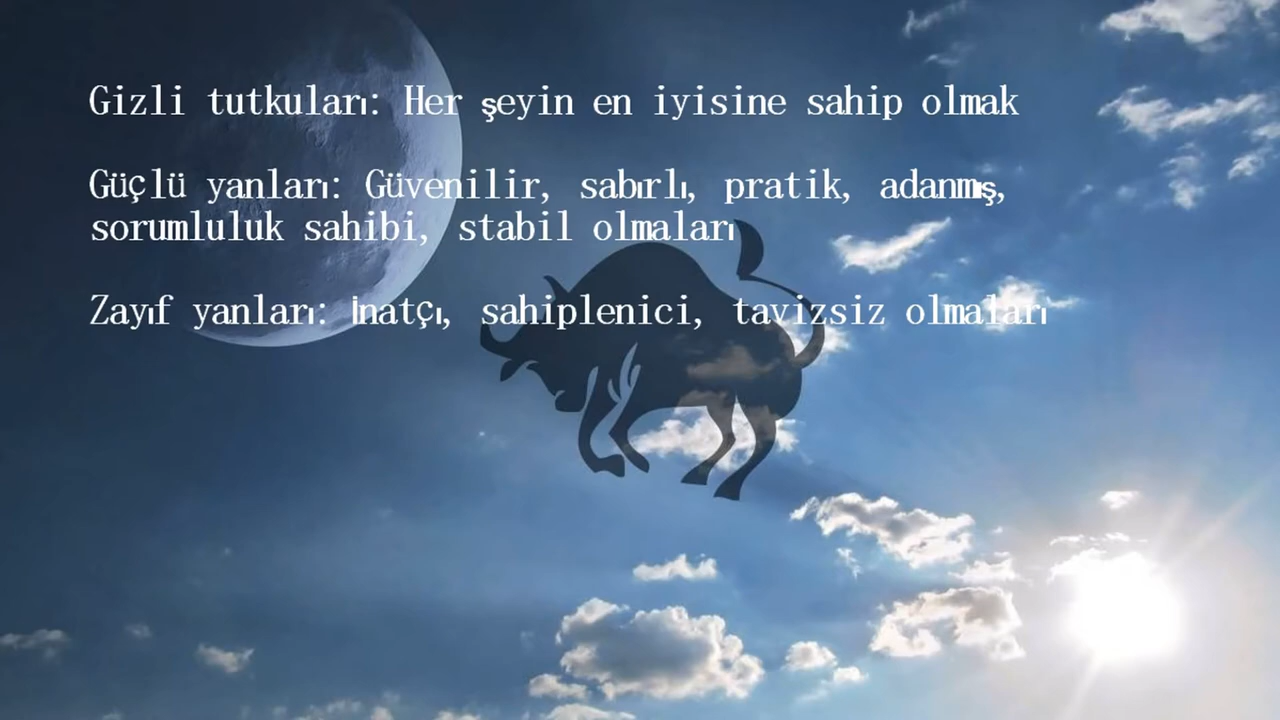 Gizli tutkuları: Her şeyin en iyisine sahip olmak
Güçlü yanları: Güvenilir, sabırlı, pratik, adanmış,
sorumluluk sahibi, stabil olmaları
Zayıf yanları: İnatçı, sahiplenici, tavizsiz olmaları